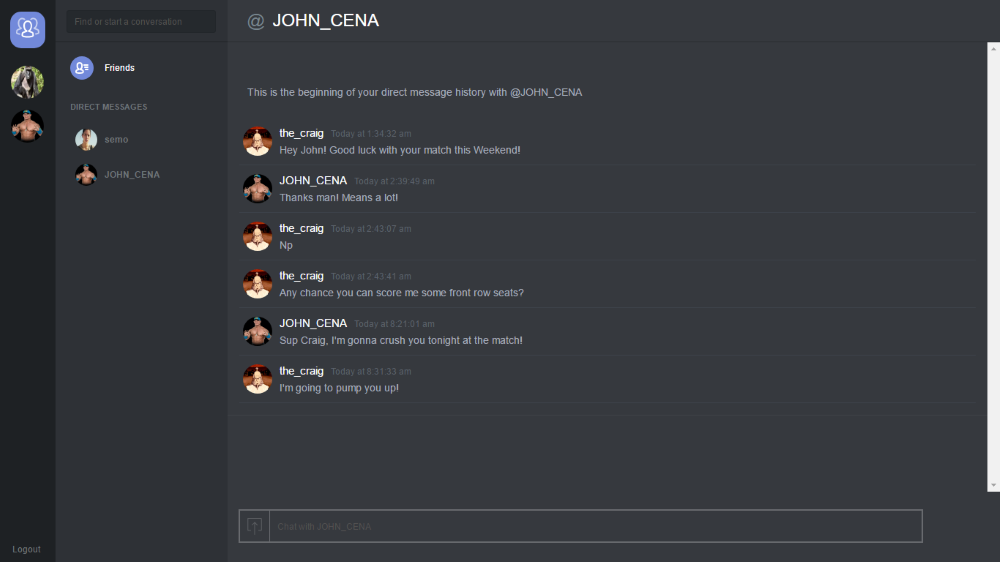 Find or start a conversation
Friends
DIRECT MESSAGES
semo
JOHN_CENA
Logout
@ JOHN_CENA
This is the beginning of your direct message history with @JOHN_CENA
the_craig Today at 1:34:32 am
Hey John! Good luck with your match this Weekend!
JOHN_CENA Today at 2:39:49 am
Thanks man! Means a lot!
the_craig Today at 2:43:07 am
Np
the_craig Today at 2:43:41 am
Any chance you can score me some front row seats?
JOHN_CENA Today at 8:21:01 am
Sup Craig, I'm gonna crush you tonight at the match!
the_craig Today at 8:31:33 am
I'm going to pump you up!
Chat with JOHN_CENA